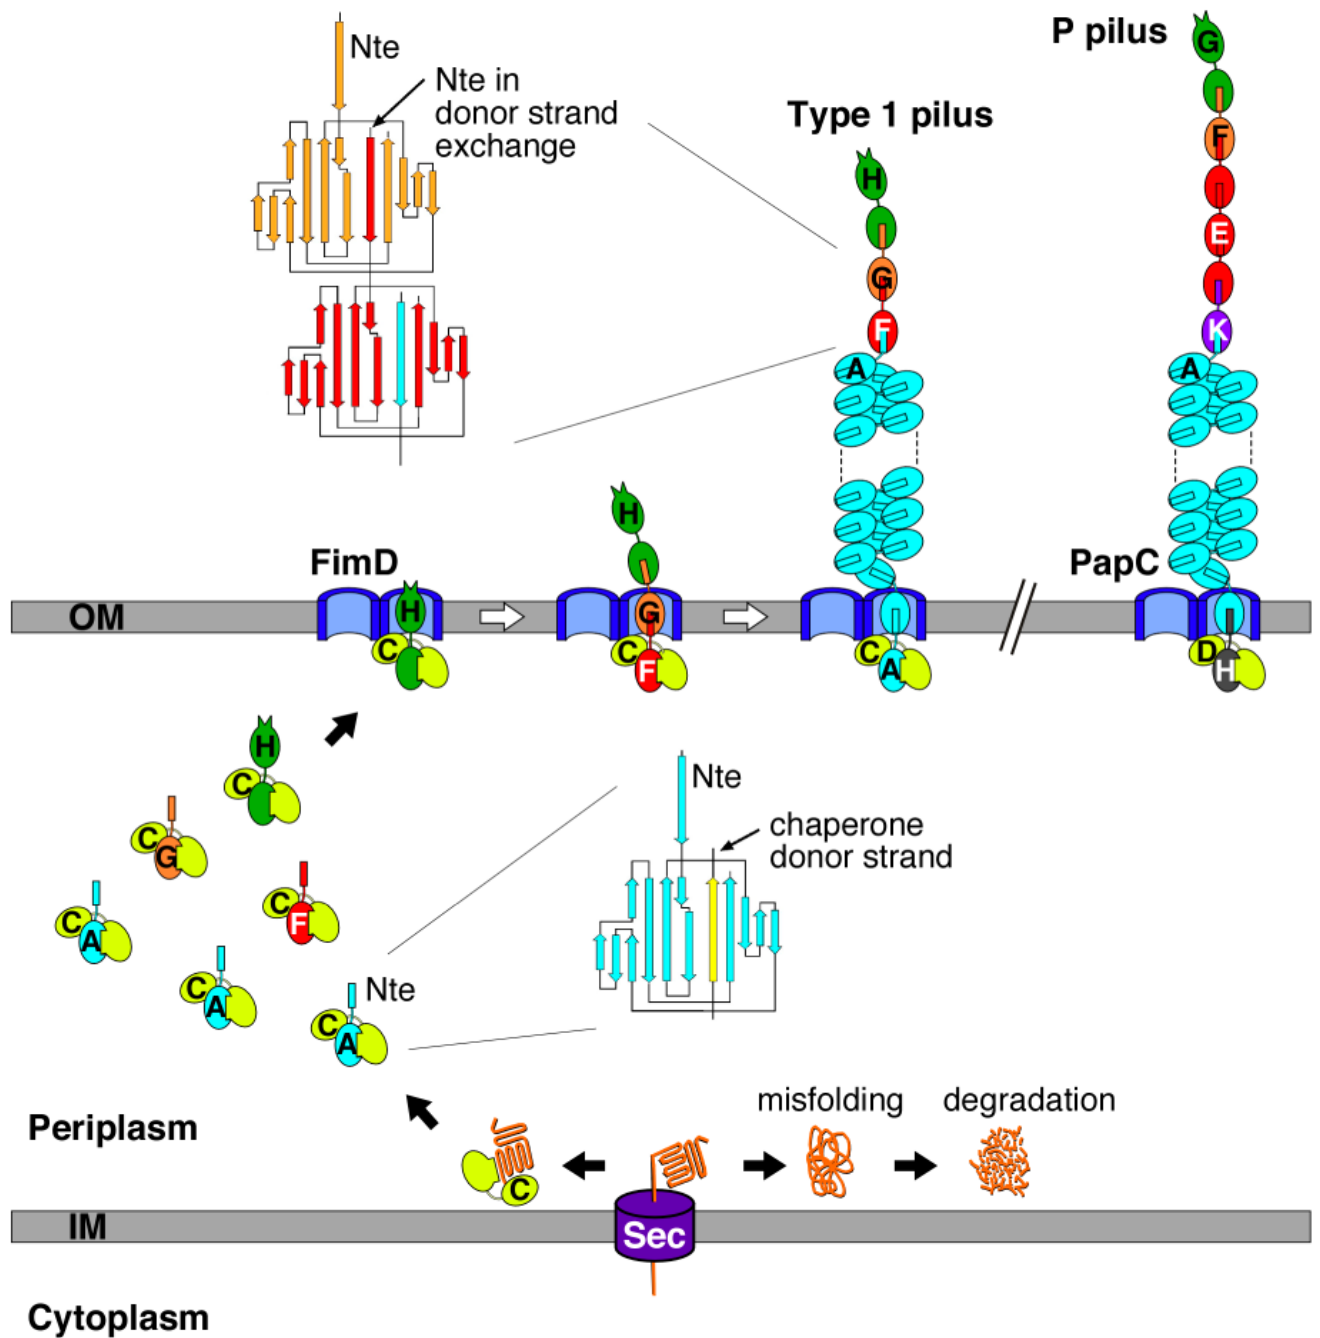 Nte
Nte in
donor strand
exchange
P pilus
G
F
E
K
A
Type 1 pilus
H
G
F
A
FimD
H
C
H
G
C
F
C
A
PapC
D
H
OM
H
C
C
G
C
F
C
A
C
A
C
A
Nte
Nte
chaperone
donor strand
misfolding
degradation
Periplasm
C
IM
Sec
Cytoplasm